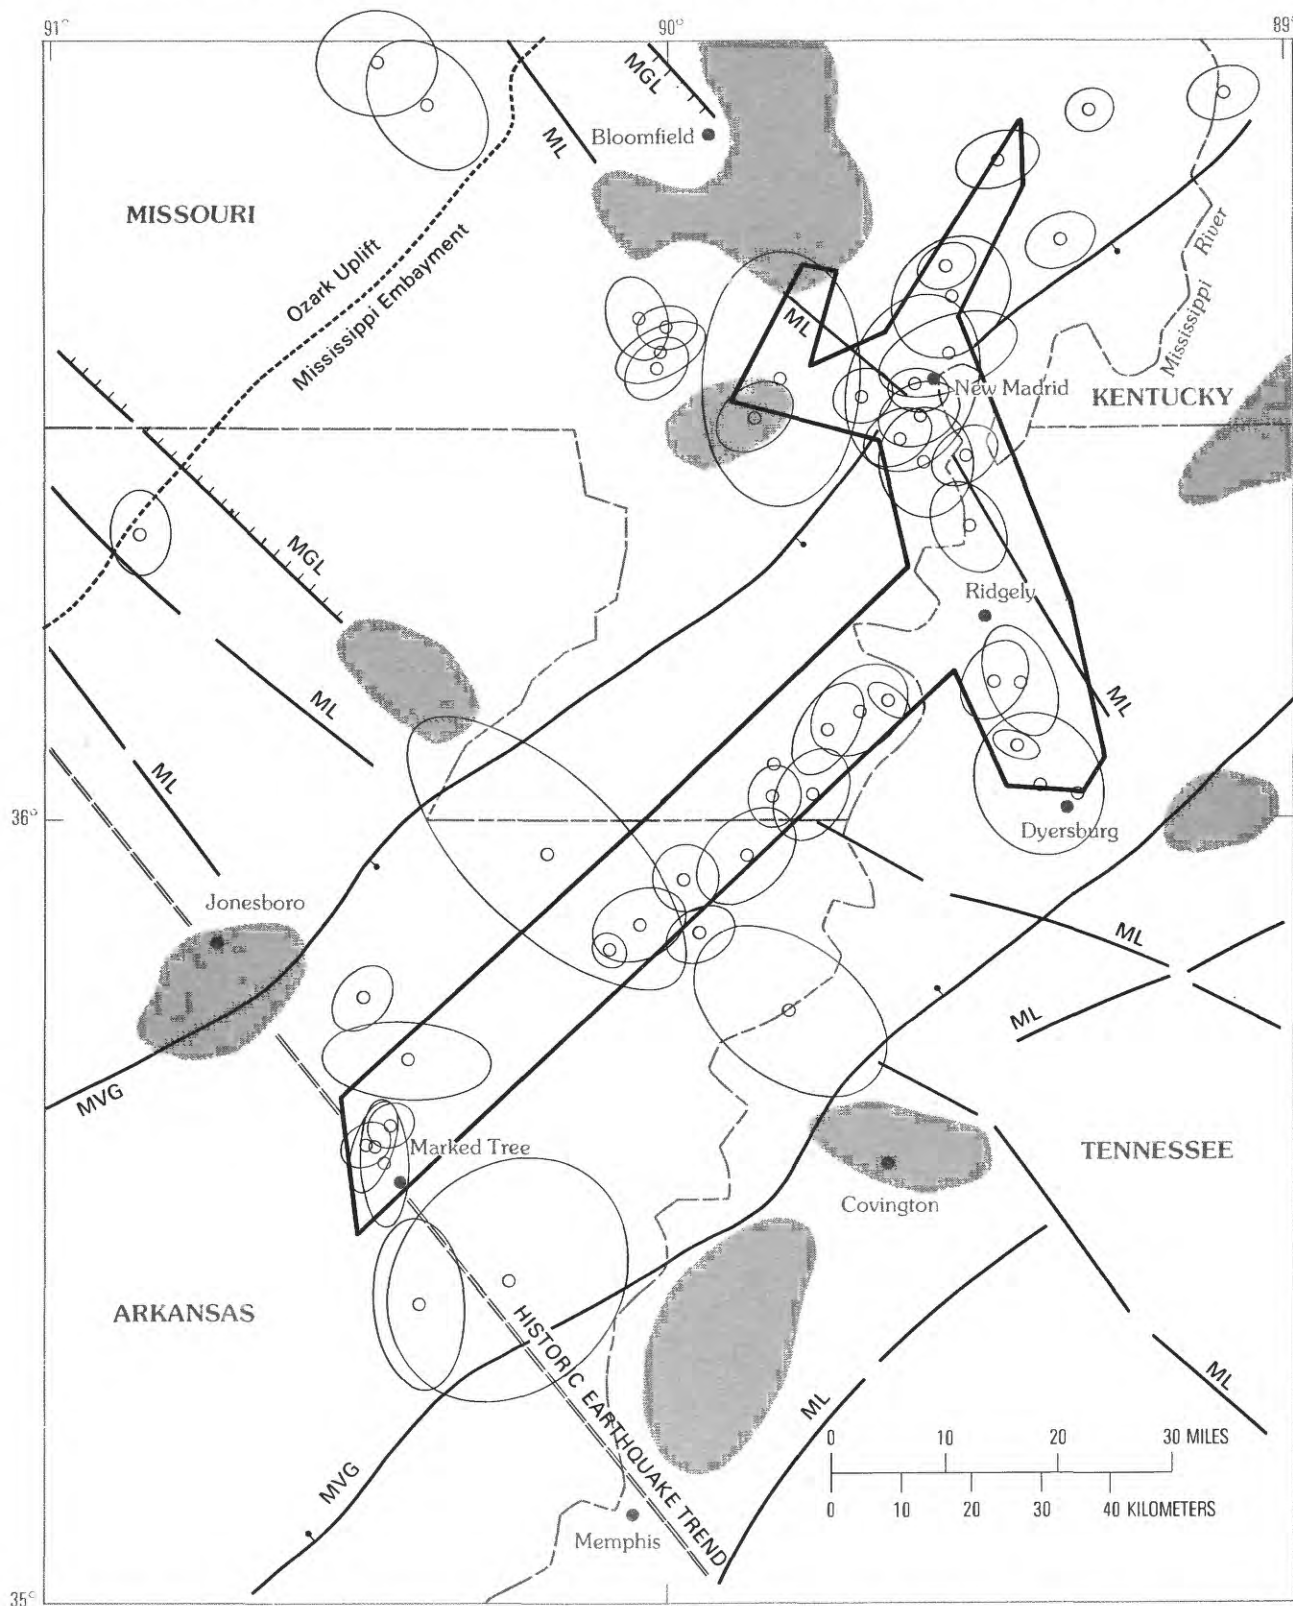 91°
90°
89°
MGL
ML
Bloomfield
MISSOURI
Ozark Uplift
Mississippi Embayment
Mississippi River
ML
New Madrid
KENTUCKY
MGL
Ridgely
ML
ML
ML
36°
Dyersburg
Jonesboro
ML
ML
MVG
Marked Tree
TENNESSEE
Covington
ARKANSAS
HISTORIC EARTHQUAKE TREND
ML
ML
0 10 20 30 MILES
0 10 20 30 40 KILOMETERS
MVG
Memphis
35°